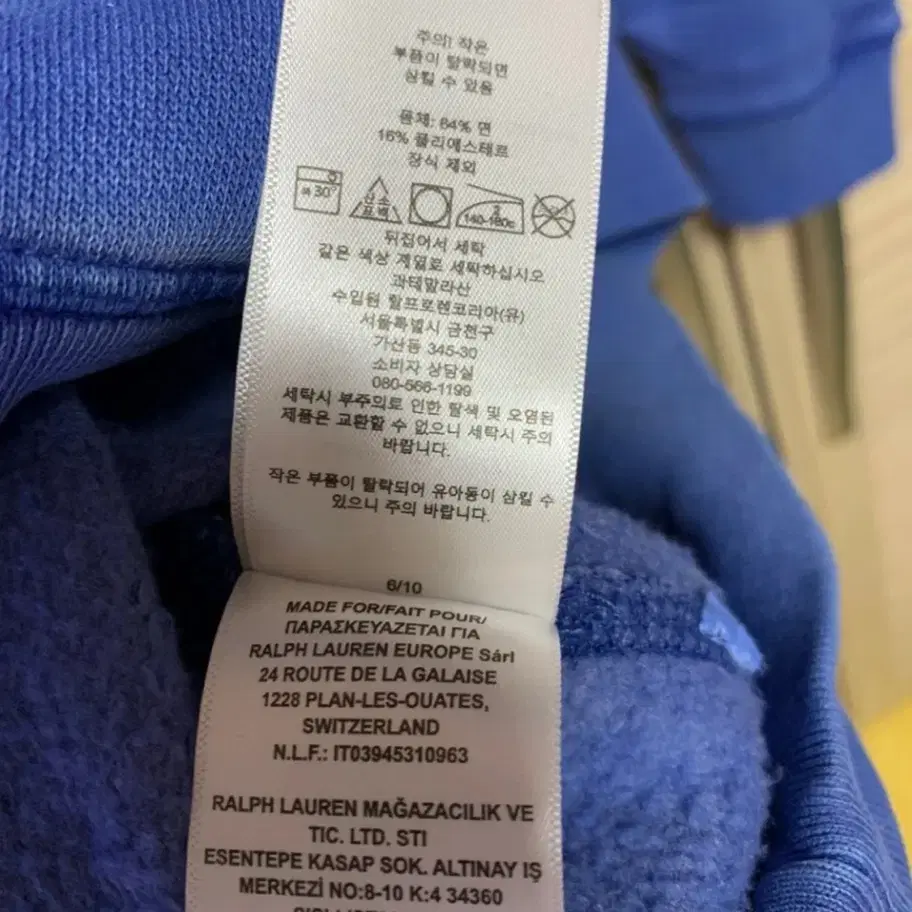 주의! 작은
부품이 탈락되면
삼킬 수 있음
몸체: 84% 면
16% 폴리에스테르
장식 제외
약 30°
산소
표백
2
140-160c
뒤집어서 세탁
같은 색상 계열로 세탁하십시오
과테말라산
수입원 랄프로렌코리아(유)
서울특별시 금천구
가산동 345-30
소비자 상담실
080-566-1199
세탁시 부주의로 인한 탈색 및 오염된
제품은 교환할 수 없으니 세탁시 주의
바랍니다.
작은 부품이 탈락되어 유아동이 삼킬 수
있으니 주의 바랍니다.
6/10
MADE FOR/FAIT POUR/
ΠΑΡΑΣΚΕΥΑΖΕΤΑΙ ΓΙΑ
RALPH LAUREN EUROPE Sárl
24 ROUTE DE LA GALAISE
1228 PLAN-LES-OUATES,
SWITZERLAND
N.L.F.: IT03945310963
RALPH LAUREN MAĞAZACILIK VE
TIC. LTD. STI
ESENTEPE KASAP SOK. ALTINAY IŞ
MERKEZİ NO:8-10 K:4 34360